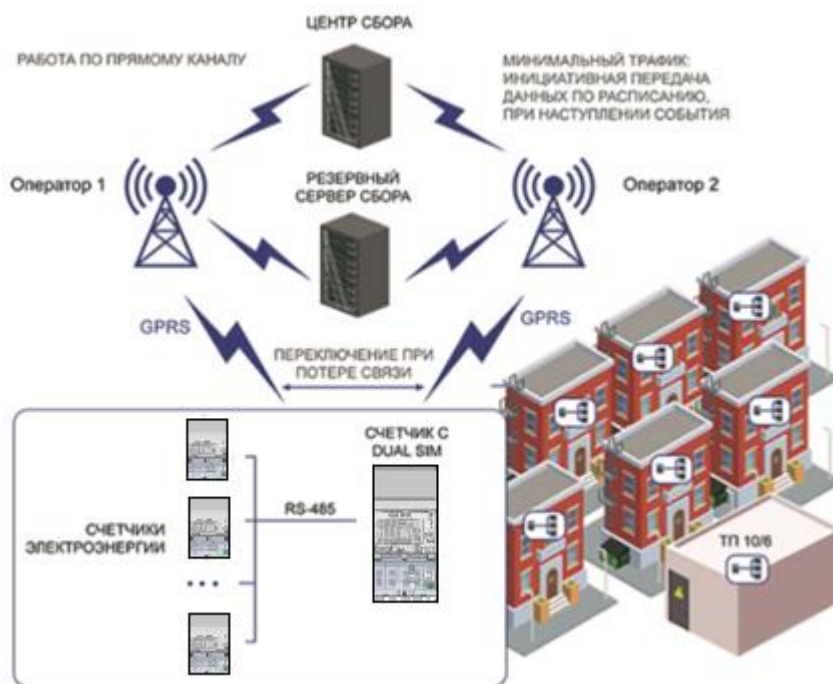 ЦЕНТР СБОРА
РАБОТА ПО ПРЯМОМУ КАНАЛУ
МИНИМАЛЬНЫЙ ТРАФИК:
ИНИЦИАТИВНАЯ ПЕРЕДАЧА
ДАННЫХ ПО РАСПИСАНИЮ,
ПРИ НАСТУПЛЕНИИ СОБЫТИЯ
Оператор 1
РЕЗЕРВНЫЙ
СЕРВЕР СБОРА
Оператор 2
GPRS
GPRS
ПЕРЕКЛЮЧЕНИЕ ПРИ
ПОТЕРЕ СВЯЗИ
СЧЕТЧИК С
DUAL SIM
RS-485
СЧЕТЧИКИ
ЭЛЕКТРОЭНЕРГИИ
ТП 10/6